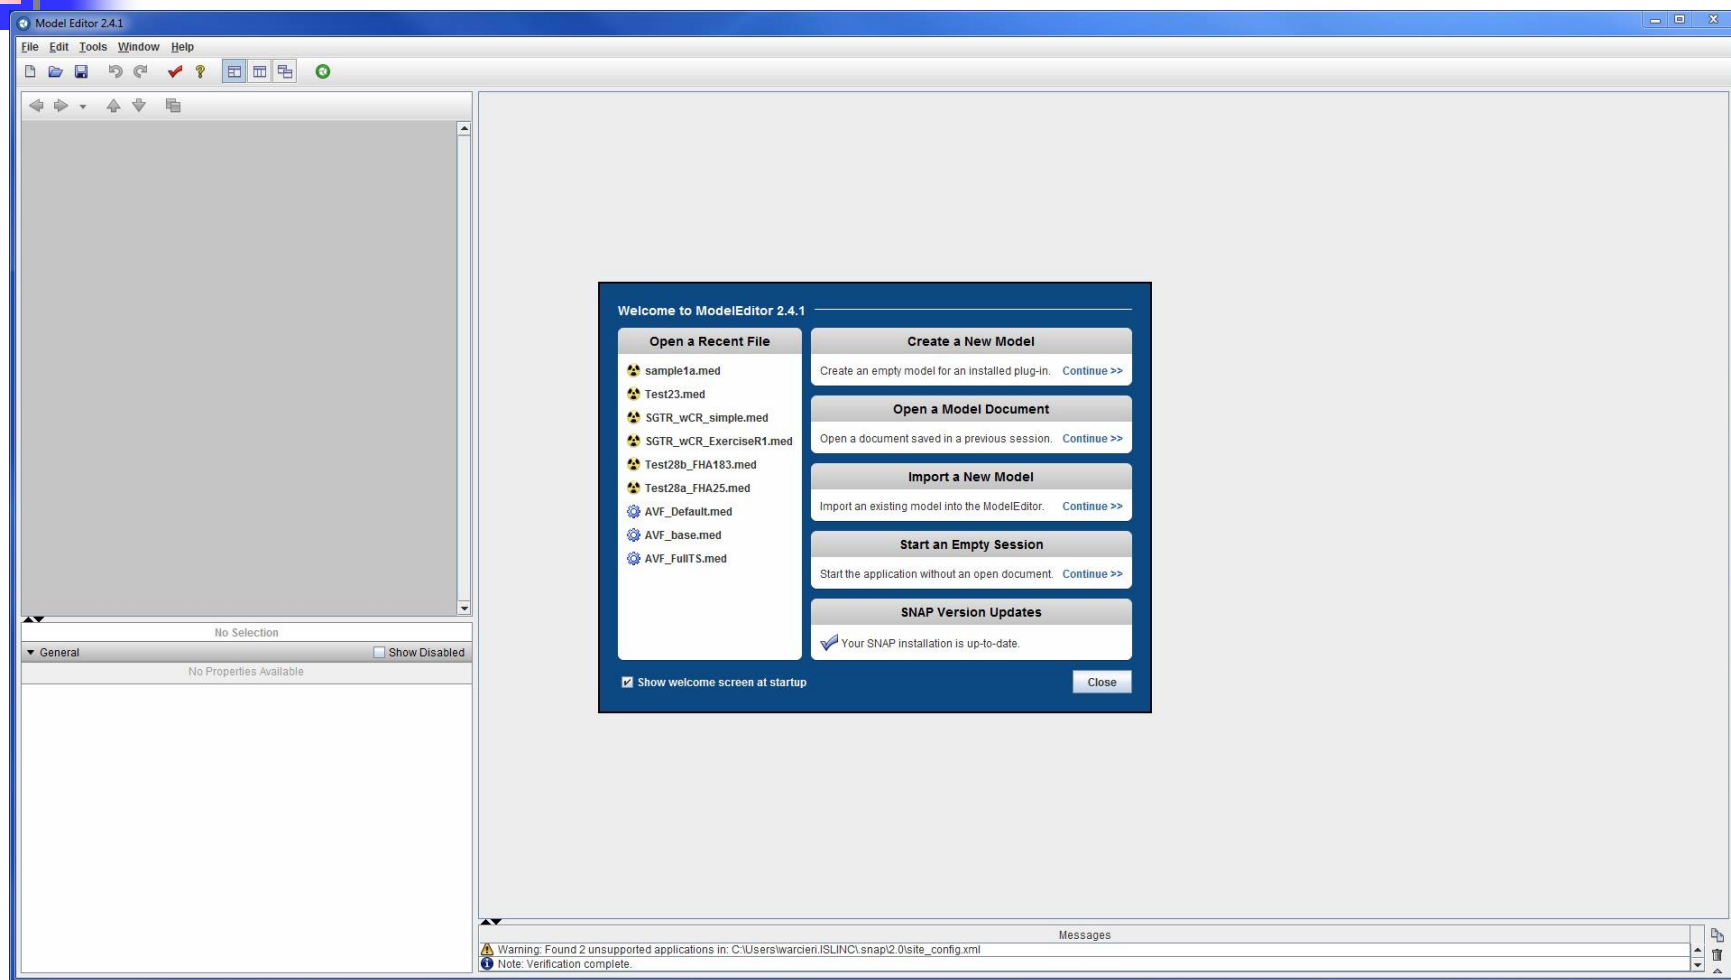 Model Editor 2.4.1
File Edit Tools Window Help
No Selection
General Show Disabled
No Properties Available
Welcome to ModelEditor 2.4.1
Open a Recent File
sample1a.med
Test23.med
SGTR_wCR_simple.med
SGTR_wCR_ExerciseR1.med
Test28b_FHA183.med
Test28a_FHA25.med
AVF_Default.med
AVF_base.med
AVF_FullTS.med
Create a New Model
Create an empty model for an installed plug-in. Continue >>
Open a Model Document
Open a document saved in a previous session. Continue >>
Import a New Model
Import an existing model into the ModelEditor. Continue >>
Start an Empty Session
Start the application without an open document. Continue >>
SNAP Version Updates
Your SNAP installation is up-to-date.
Show welcome screen at startup Close
Messages
Warning: Found 2 unsupported applications in: C:\Users\warcieri.ISLINC\.snap\2.0\site_config.xml
Note: Verification complete.